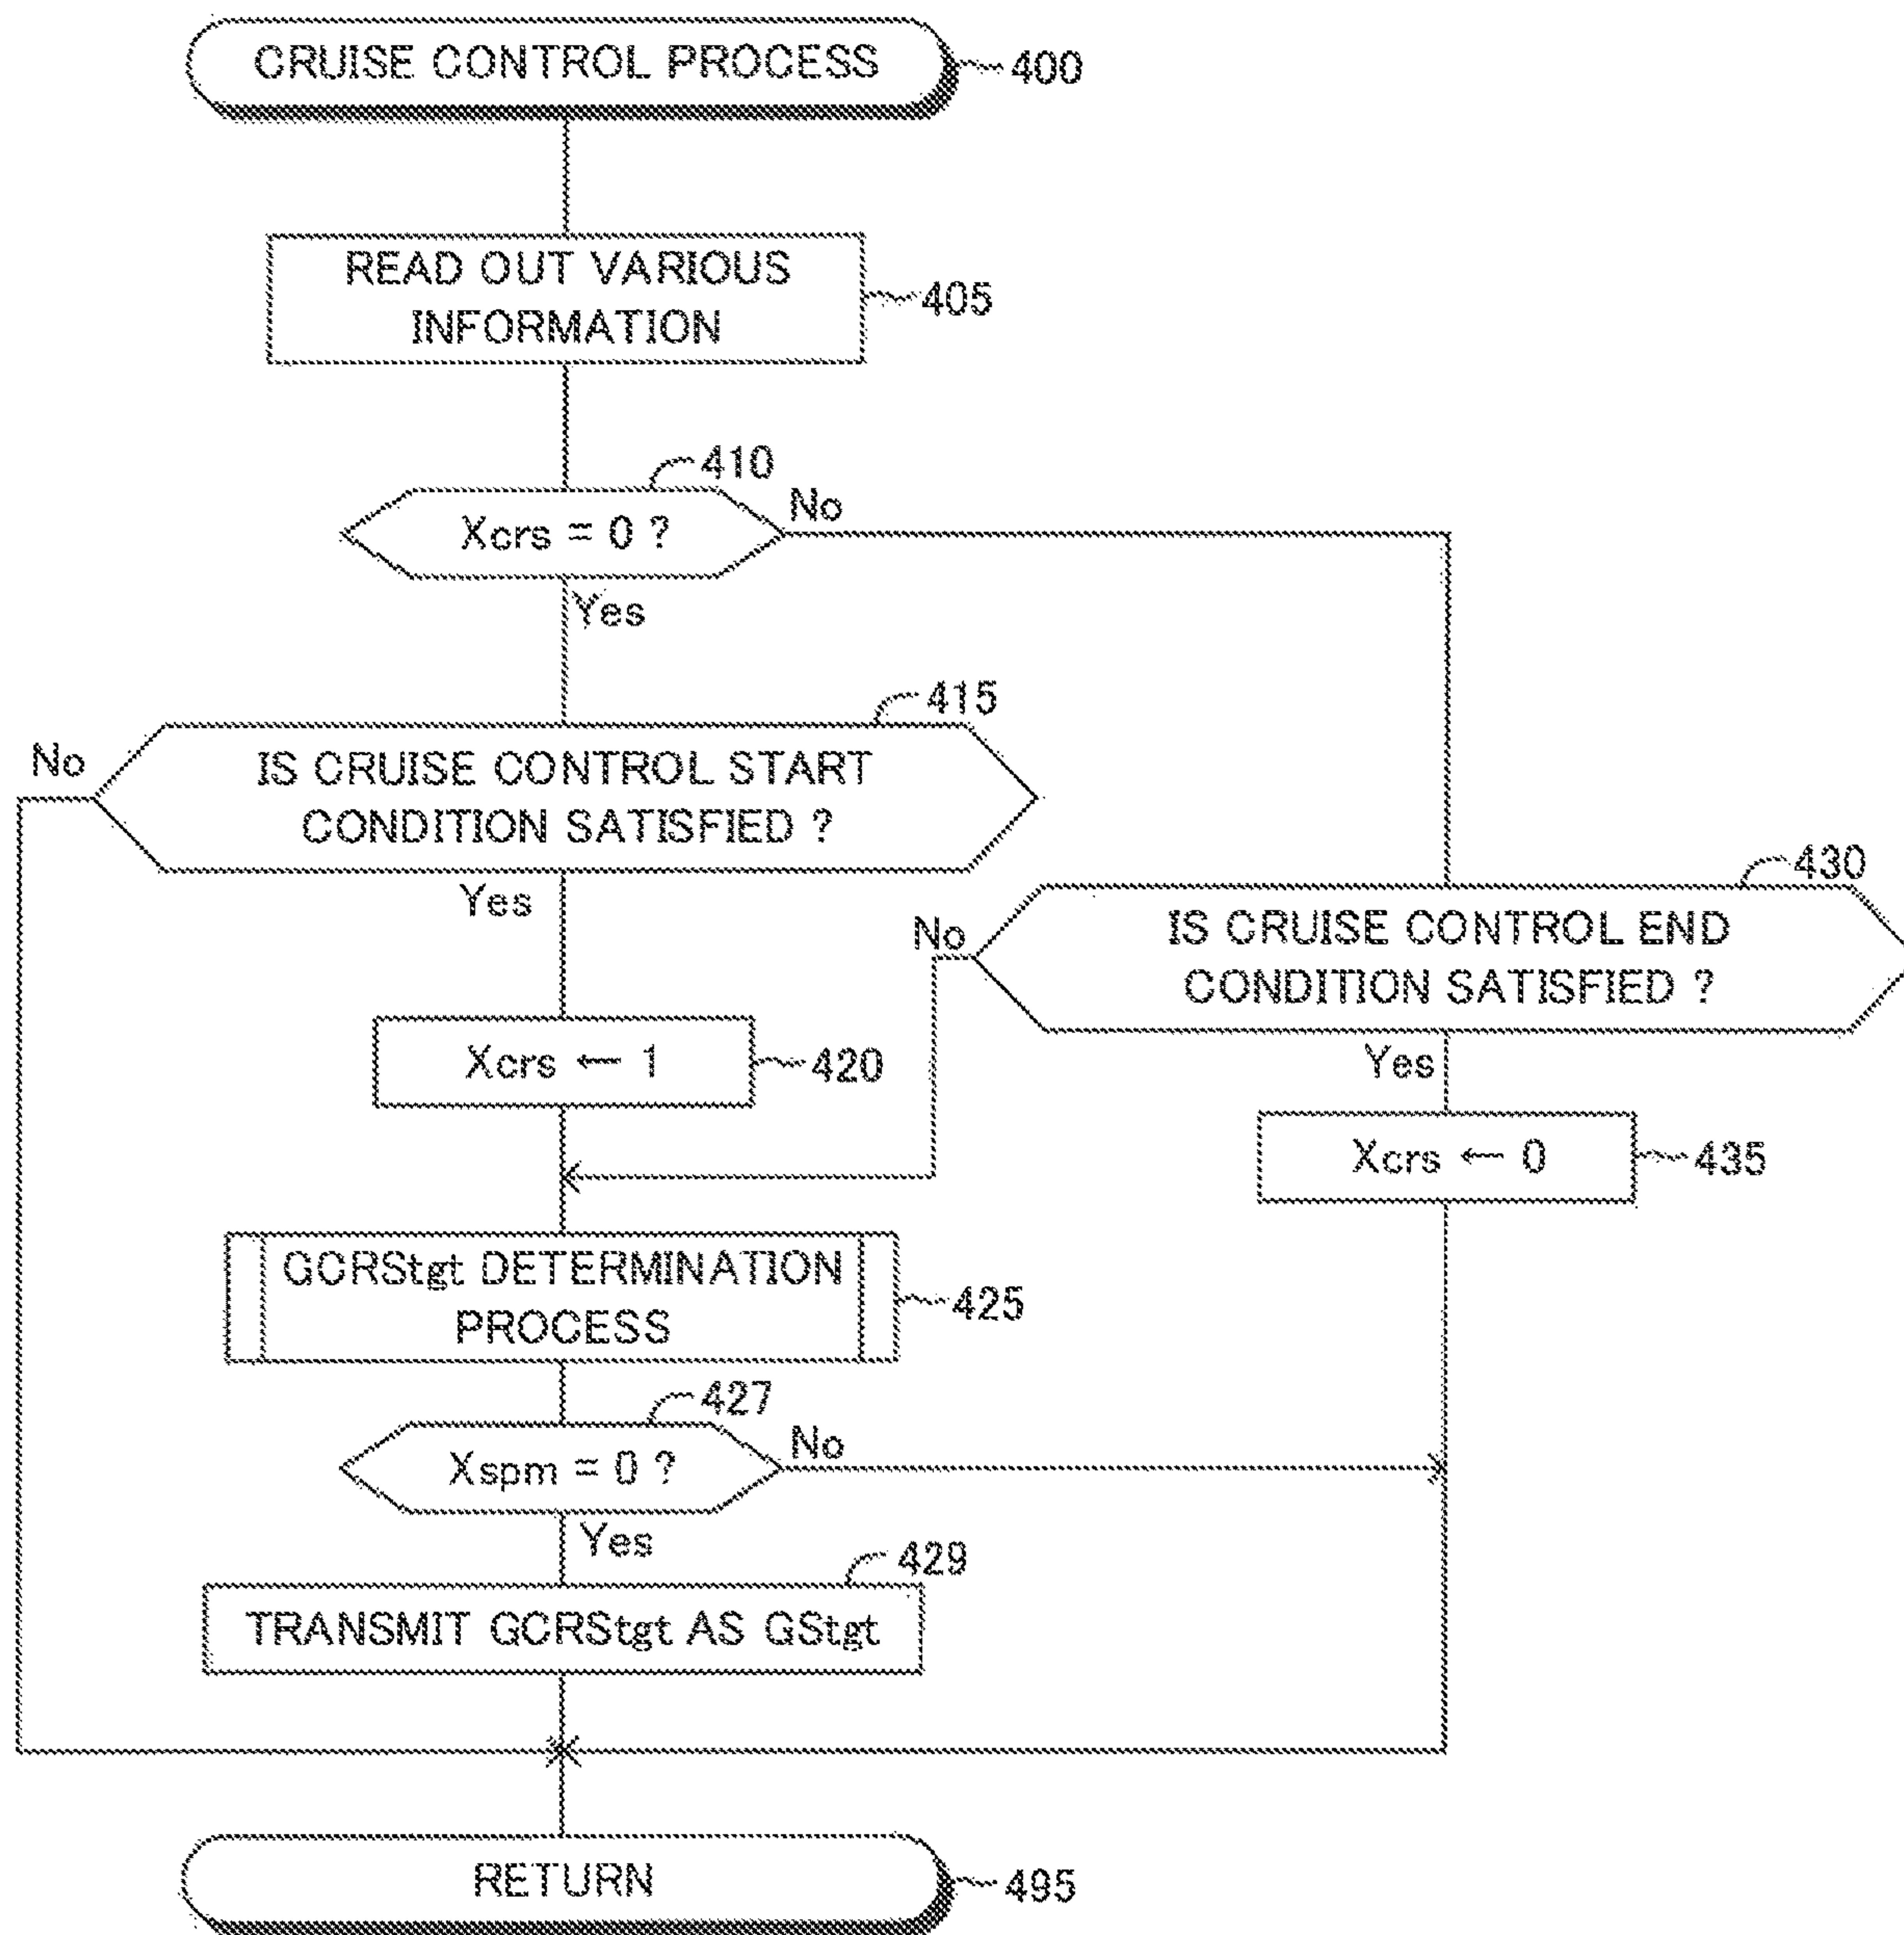 CRUISE CONTROL PROCESS
400
READ OUT VARIOUS
INFORMATION
405
410
Xcrs = 0 ?
No
Yes
415
No
IS CRUISE CONTROL START
CONDITION SATISFIED ?
Yes
430
No
IS CRUISE CONTROL END
CONDITION SATISFIED ?
Yes
Xcrs ← 1
420
Xcrs ← 0
435
GCRStgt DETERMINATION
PROCESS
425
427
Xspm = 0 ?
No
Yes
429
TRANSMIT GCRStgt AS GStgt
RETURN
495